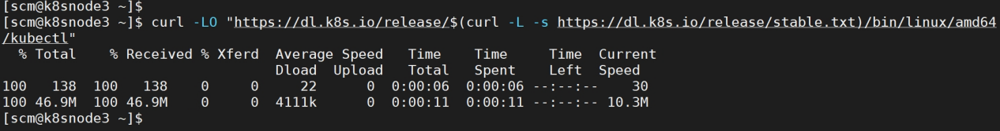 [scm@k8snode3 ~]$
[scm@k8snode3 ~]$ curl -LO "https://dl.k8s.io/release/$(curl -L -s https://dl.k8s.io/release/stable.txt)/bin/linux/amd64
/kubectl"
  % Total    % Received % Xferd  Average Speed   Time    Time     Time  Current
                                 Dload  Upload   Total   Spent    Left  Speed
100   138  100   138    0     0     22      0  0:00:06  0:00:06 --:--:--    30
100 46.9M  100 46.9M    0     0  4111k      0  0:00:11  0:00:11 --:--:-- 10.3M
[scm@k8snode3 ~]$